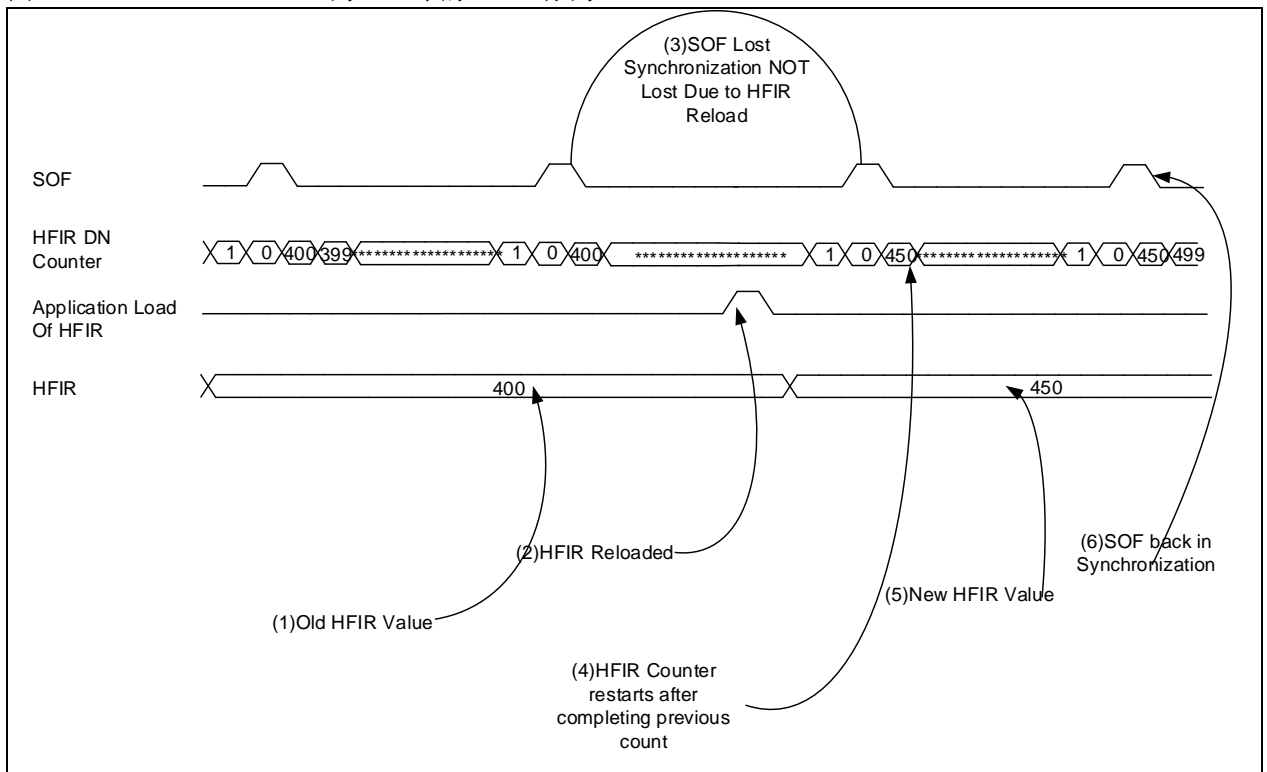 (3)SOF Lost
Synchronization NOT
Lost Due to HFIR
Reload
SOF
HFIR DN
Counter
1 0 400 399 ****************** 1 0 400 ******************* 1 0 450 ****************** 1 0 450 499
Application Load
Of HFIR
HFIR
400
450
(2)HFIR Reloaded
(6)SOF back in
Synchronization
(5)New HFIR Value
(1)Old HFIR Value
(4)HFIR Counter
restarts after
completing previous
count